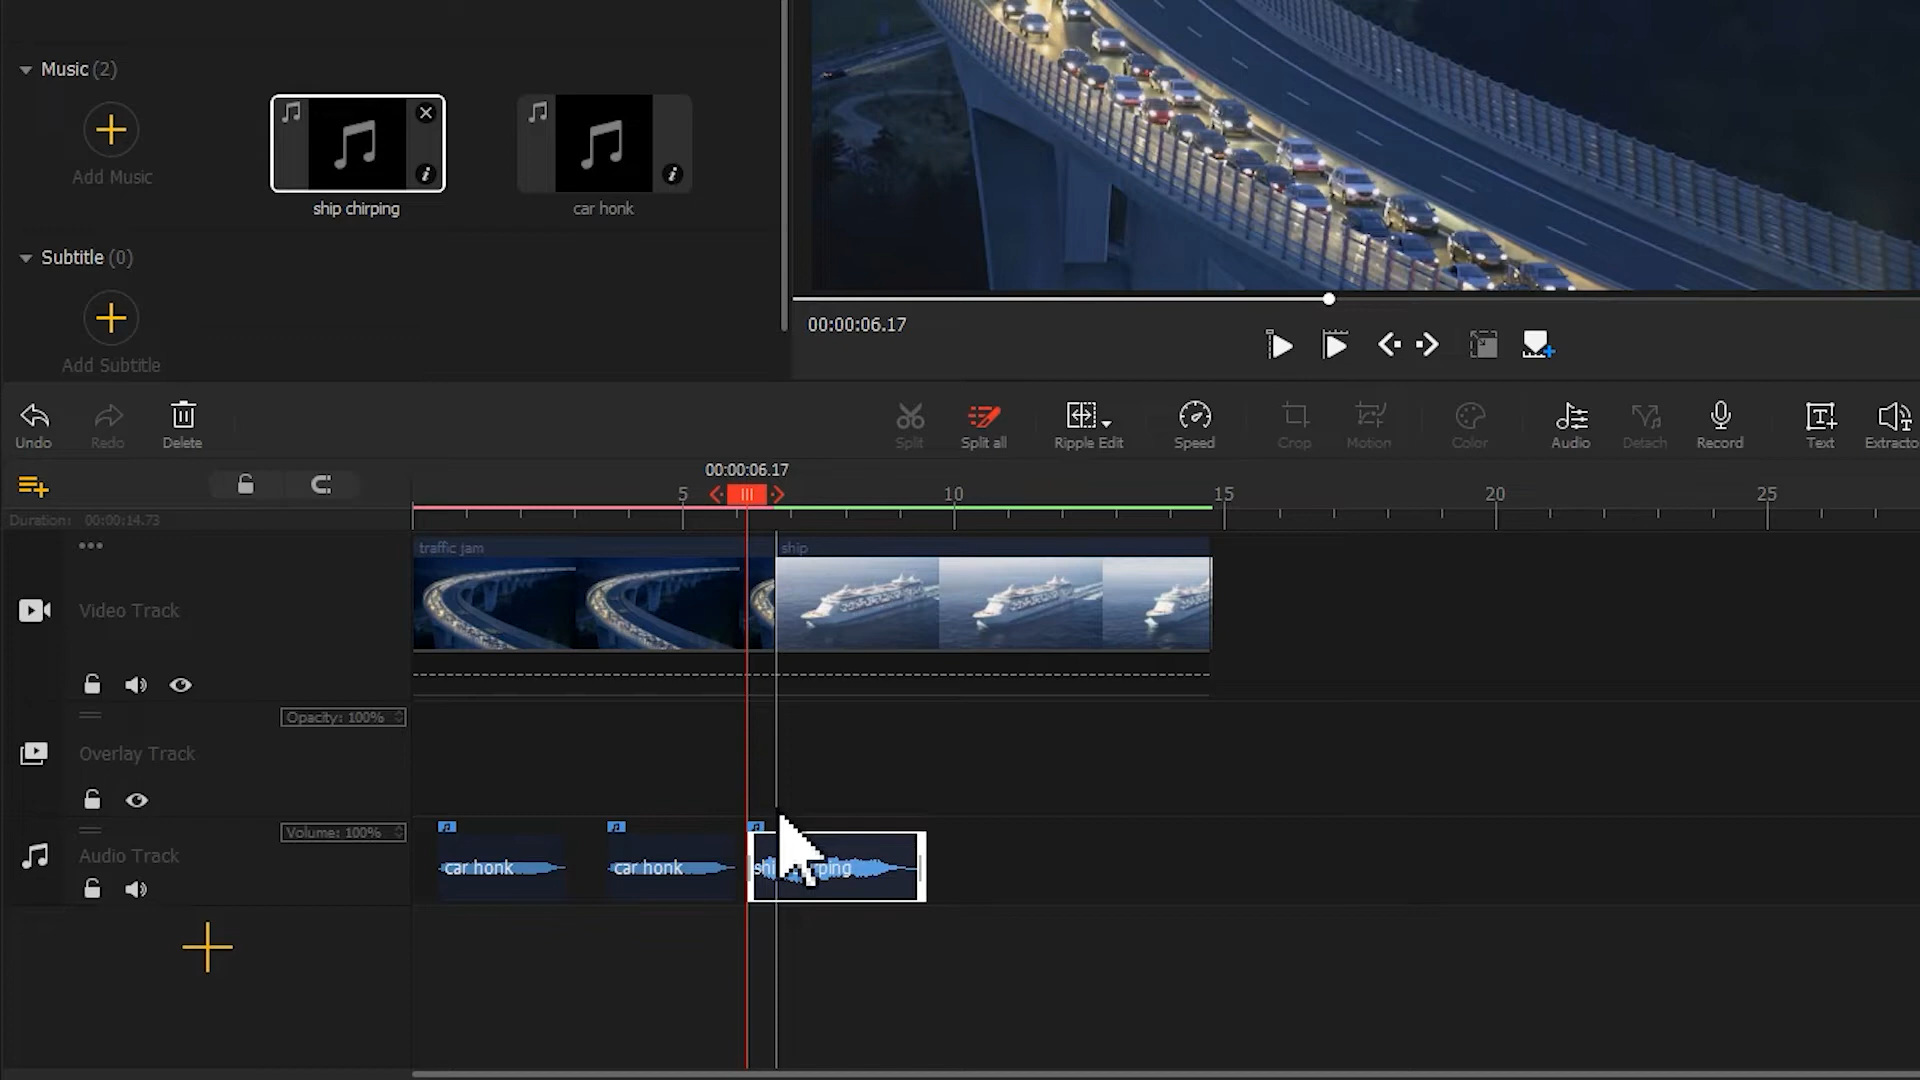 Music (2)
Add Music
ship chirping
car honk
Subtitle (0)
Add Subtitle
00:00:06.17
Undo
Redo
Delete
Split
Split all
Ripple Edit
Speed
Crop
Motion
Color
Audio
Detach
Record
Text
Extracto
00:00:06.17
5
10
15
20
25
Duration: 00:00:14.73
traffic jam
ship
Video Track
Opacity: 100%
Overlay Track
Volume: 100%
Audio Track
car honk
car honk